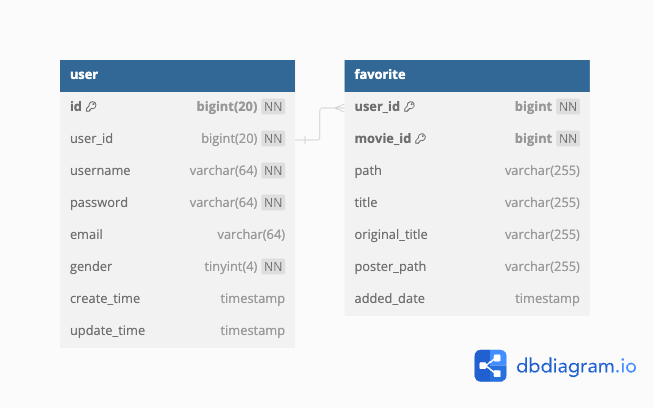 user
id bigint(20) NN
user_id bigint(20) NN
username varchar(64) NN
password varchar(64) NN
email varchar(64)
gender tinyint(4) NN
create_time timestamp
update_time timestamp
favorite
user_id bigint NN
movie_id bigint NN
path varchar(255)
title varchar(255)
original_title varchar(255)
poster_path varchar(255)
added_date timestamp
dbdiagram.io